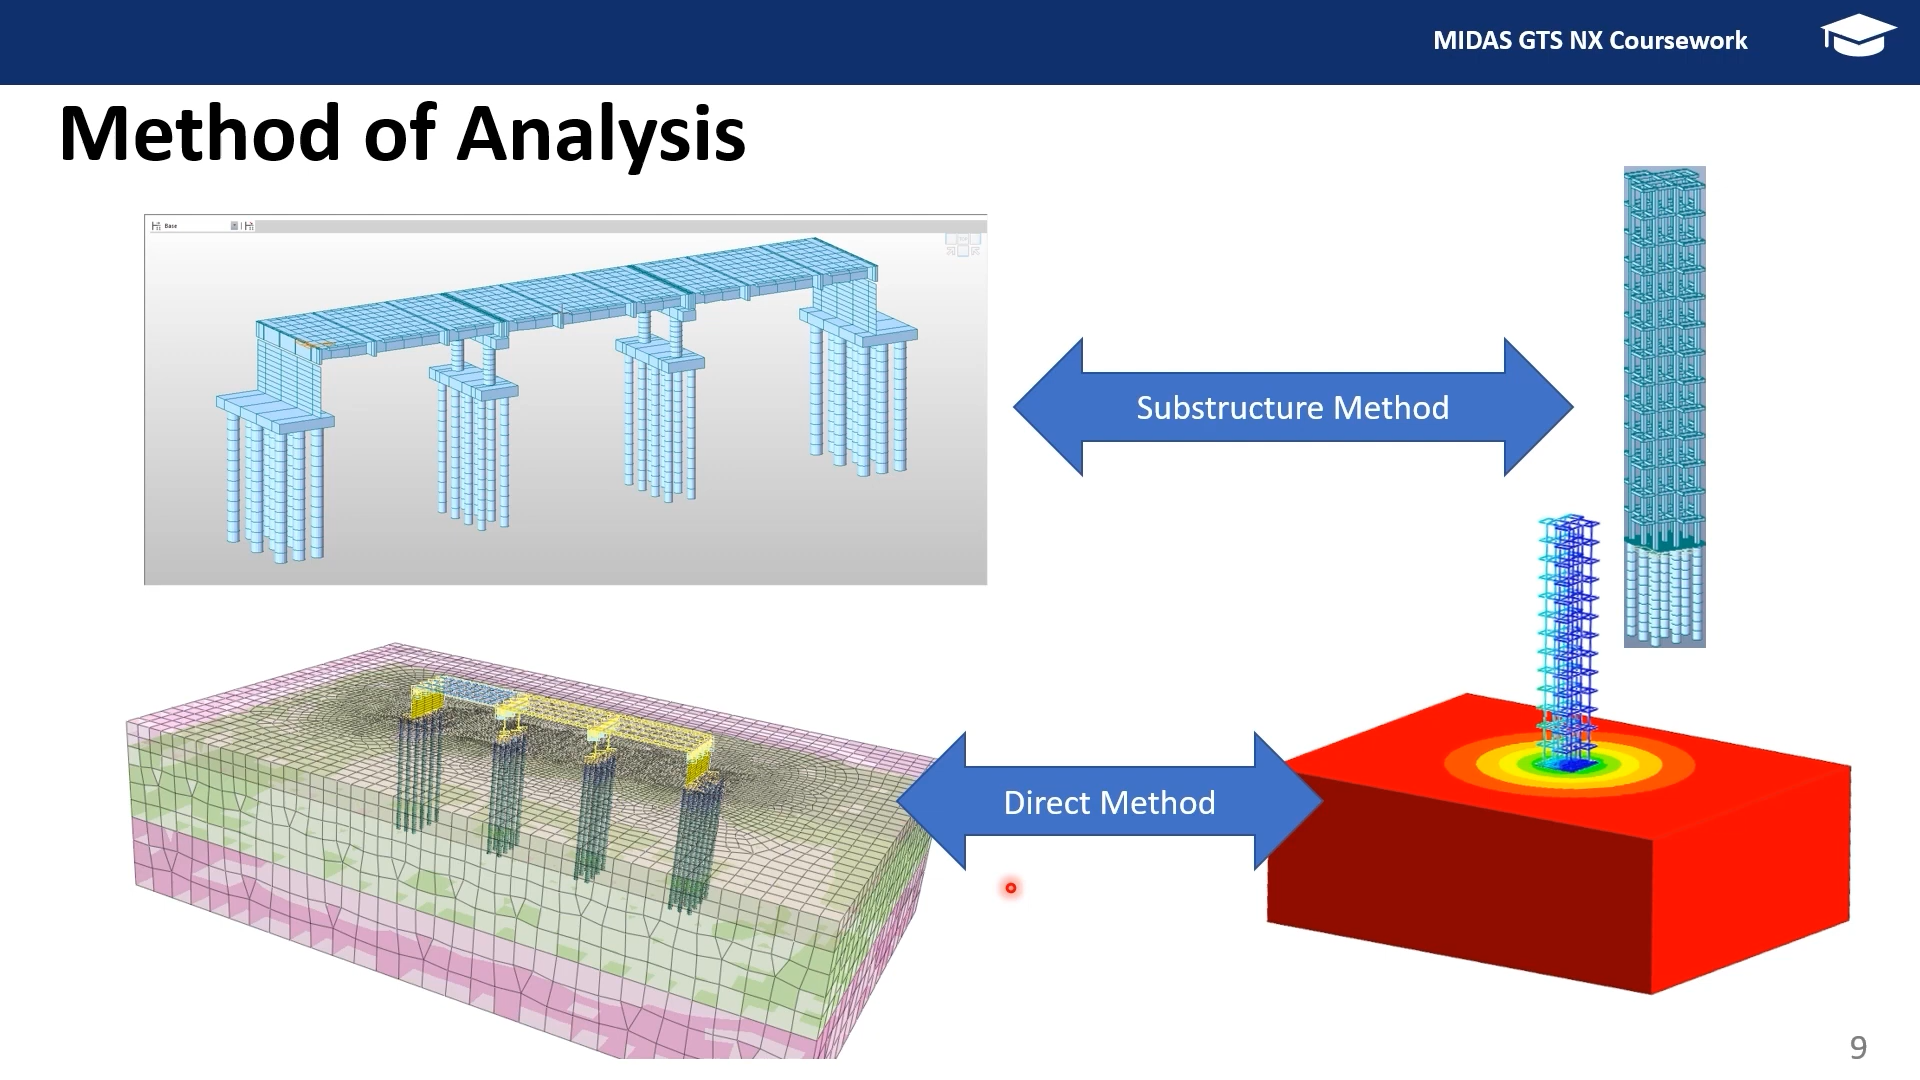 MIDAS GTS NX Coursework
Method of Analysis
Base
Substructure Method
Direct Method
9